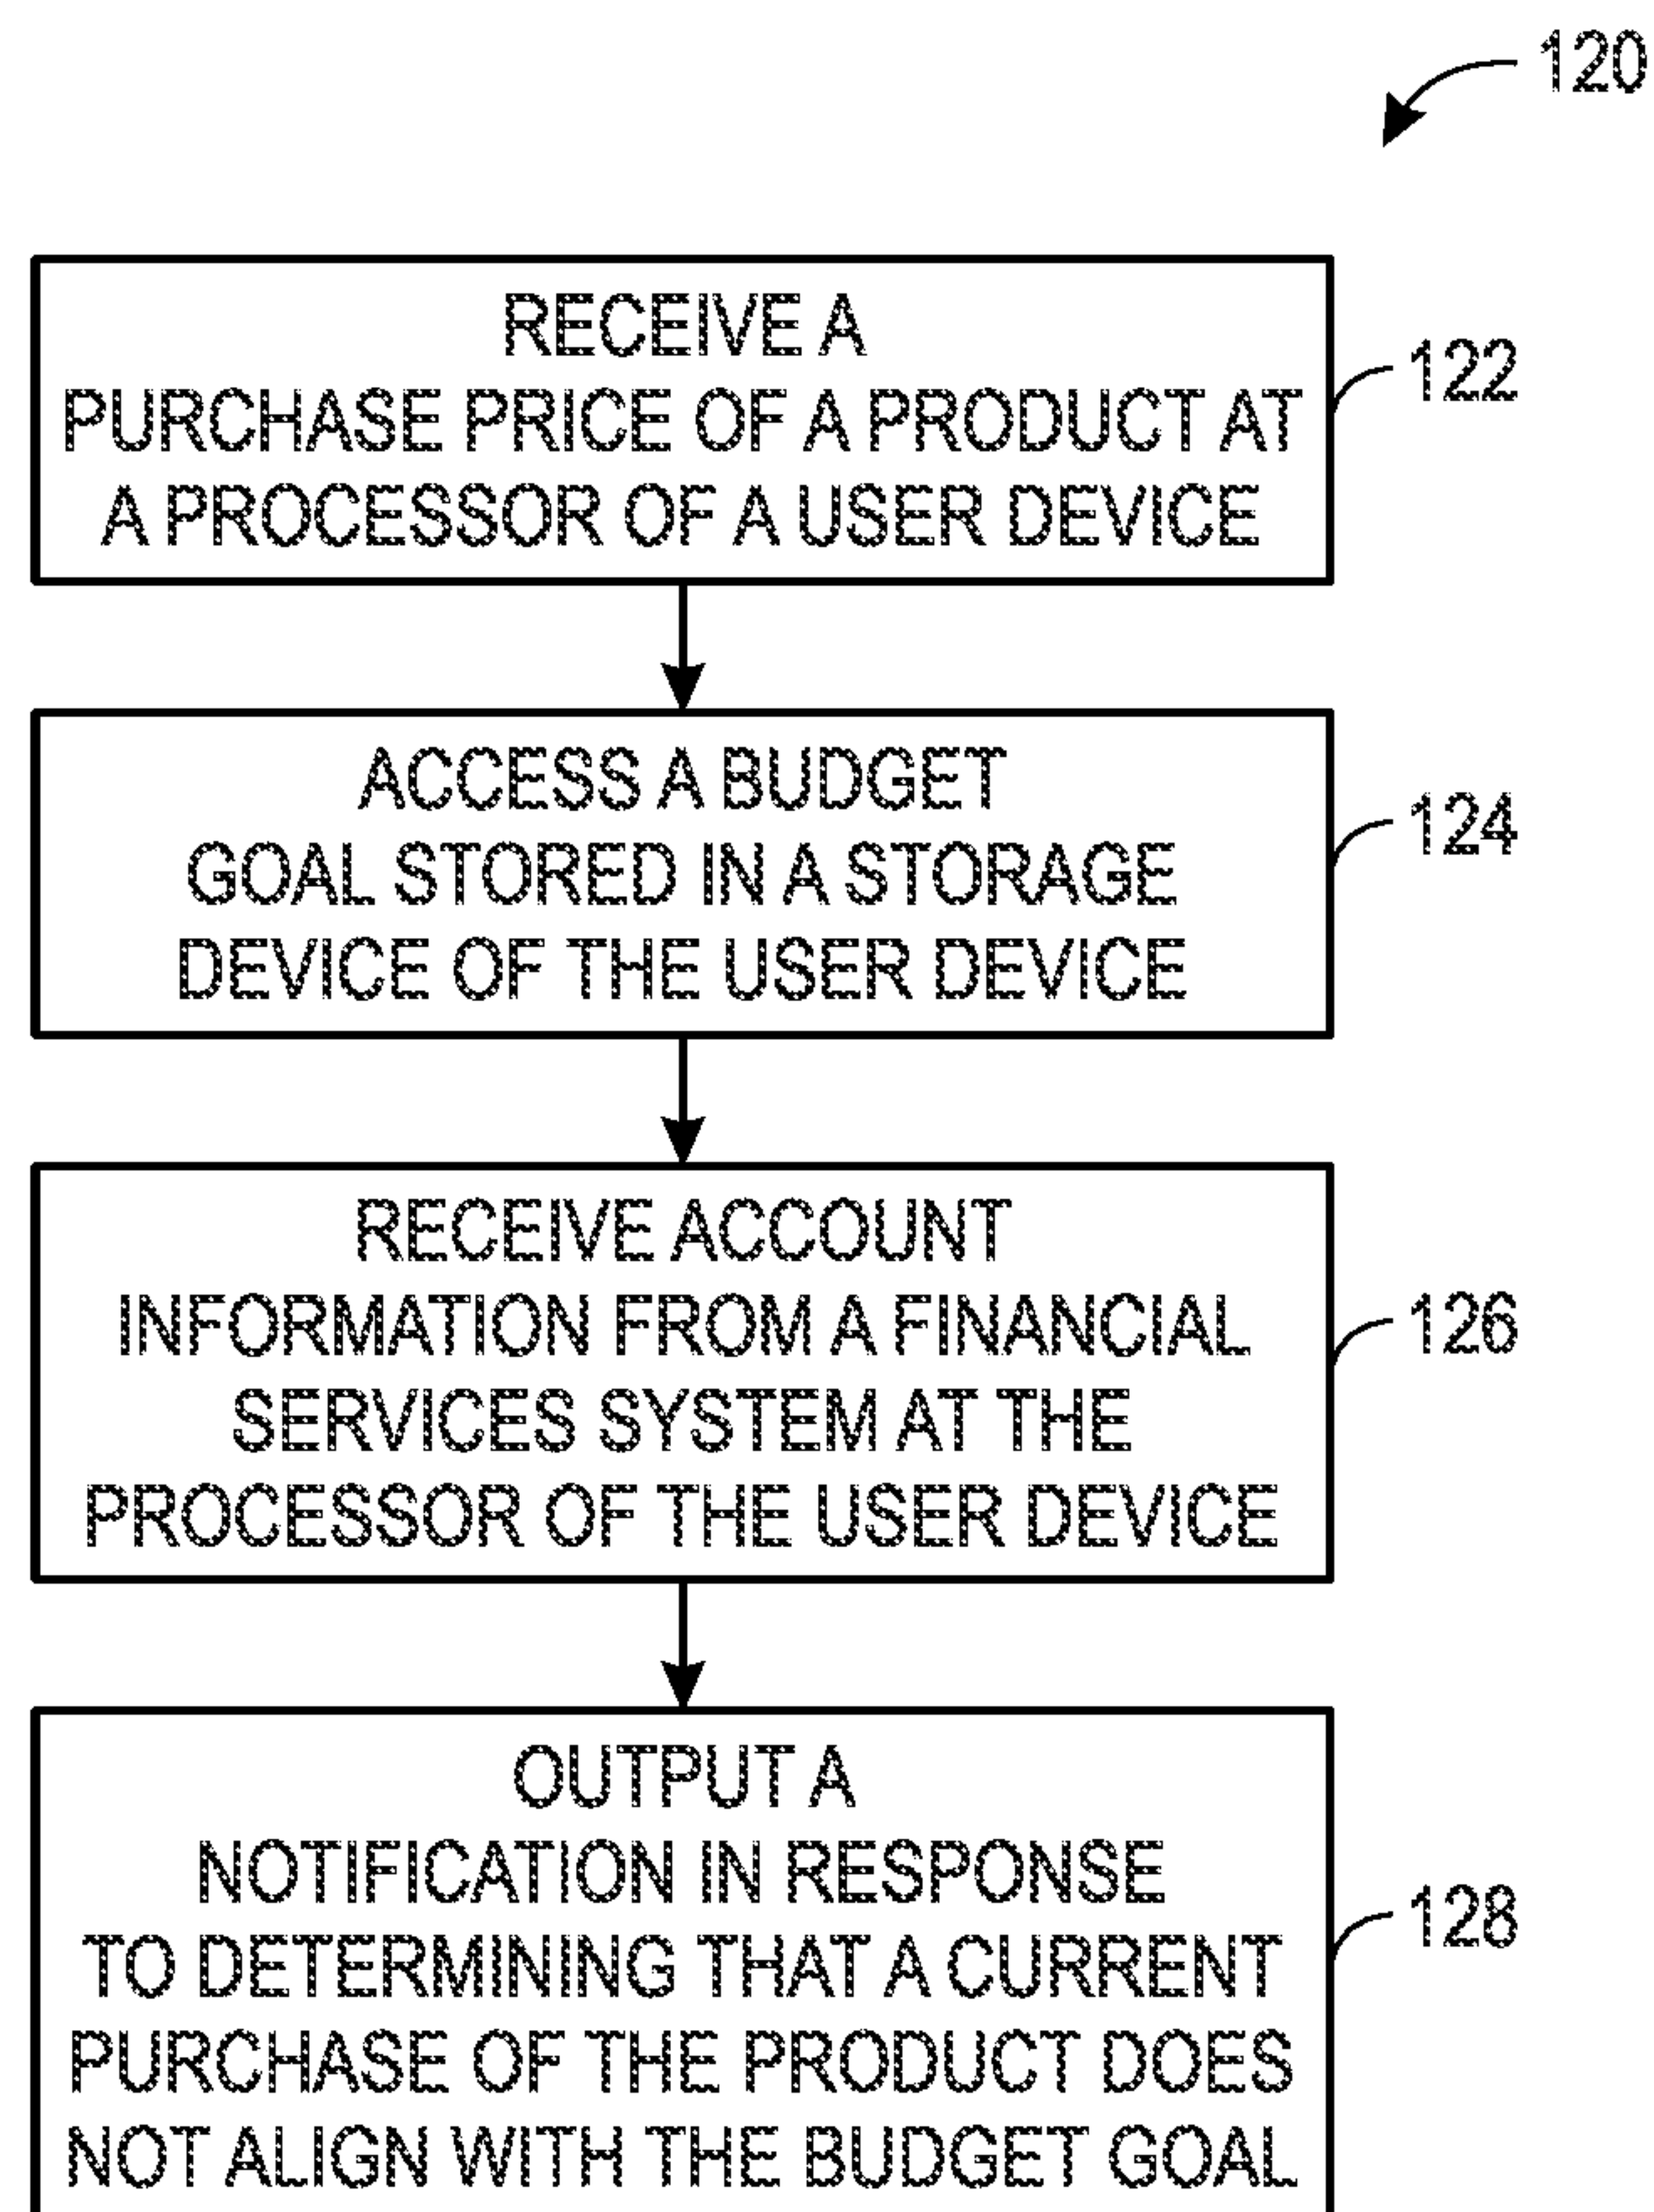 120
RECEIVE A
PURCHASE PRICE OF A PRODUCT AT
A PROCESSOR OF A USER DEVICE
122
ACCESS A BUDGET
GOAL STORED IN A STORAGE
DEVICE OF THE USER DEVICE
124
RECEIVE ACCOUNT
INFORMATION FROM A FINANCIAL
SERVICES SYSTEM AT THE
PROCESSOR OF THE USER DEVICE
126
OUTPUT A
NOTIFICATION IN RESPONSE
TO DETERMINING THAT A CURRENT
PURCHASE OF THE PRODUCT DOES
NOT ALIGN WITH THE BUDGET GOAL
128